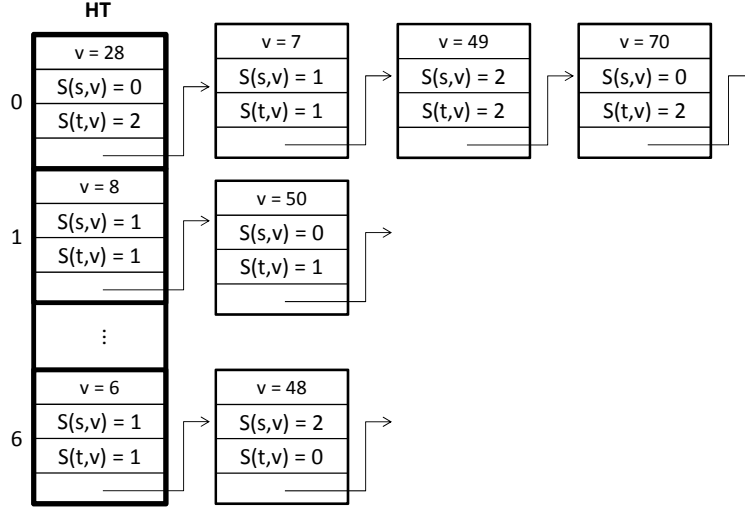 HT
0
v = 28
S(s,v) = 0
S(t,v) = 2
v = 7
S(s,v) = 1
S(t,v) = 1
v = 49
S(s,v) = 2
S(t,v) = 2
v = 70
S(s,v) = 0
S(t,v) = 2
1
v = 8
S(s,v) = 1
S(t,v) = 1
v = 50
S(s,v) = 0
S(t,v) = 1
⋮
6
v = 6
S(s,v) = 1
S(t,v) = 1
v = 48
S(s,v) = 2
S(t,v) = 0